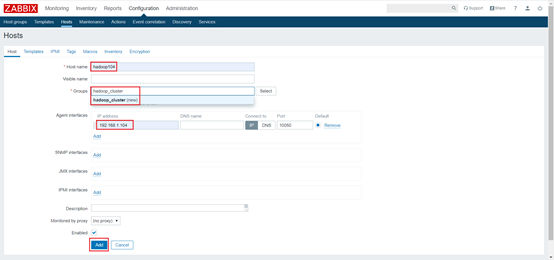 ZABBIX Monitoring Inventory Reports Configuration Administration Support Share ?
Host groups Templates Hosts Maintenance Actions Event correlation Discovery Services
Hosts
Host Templates IPMI Tags Macros Inventory Encryption
* Host name hadoop104
Visible name
* Groups hadoop_cluster Select
hadoop_cluster (new)
Agent interfaces IP address DNS name Connect to Port Default
192.168.1.104 IP DNS 10050 Remove
Add
SNMP interfaces Add
JMX interfaces Add
IPMI interfaces Add
Description
Monitored by proxy (no proxy)
Enabled
Add Cancel